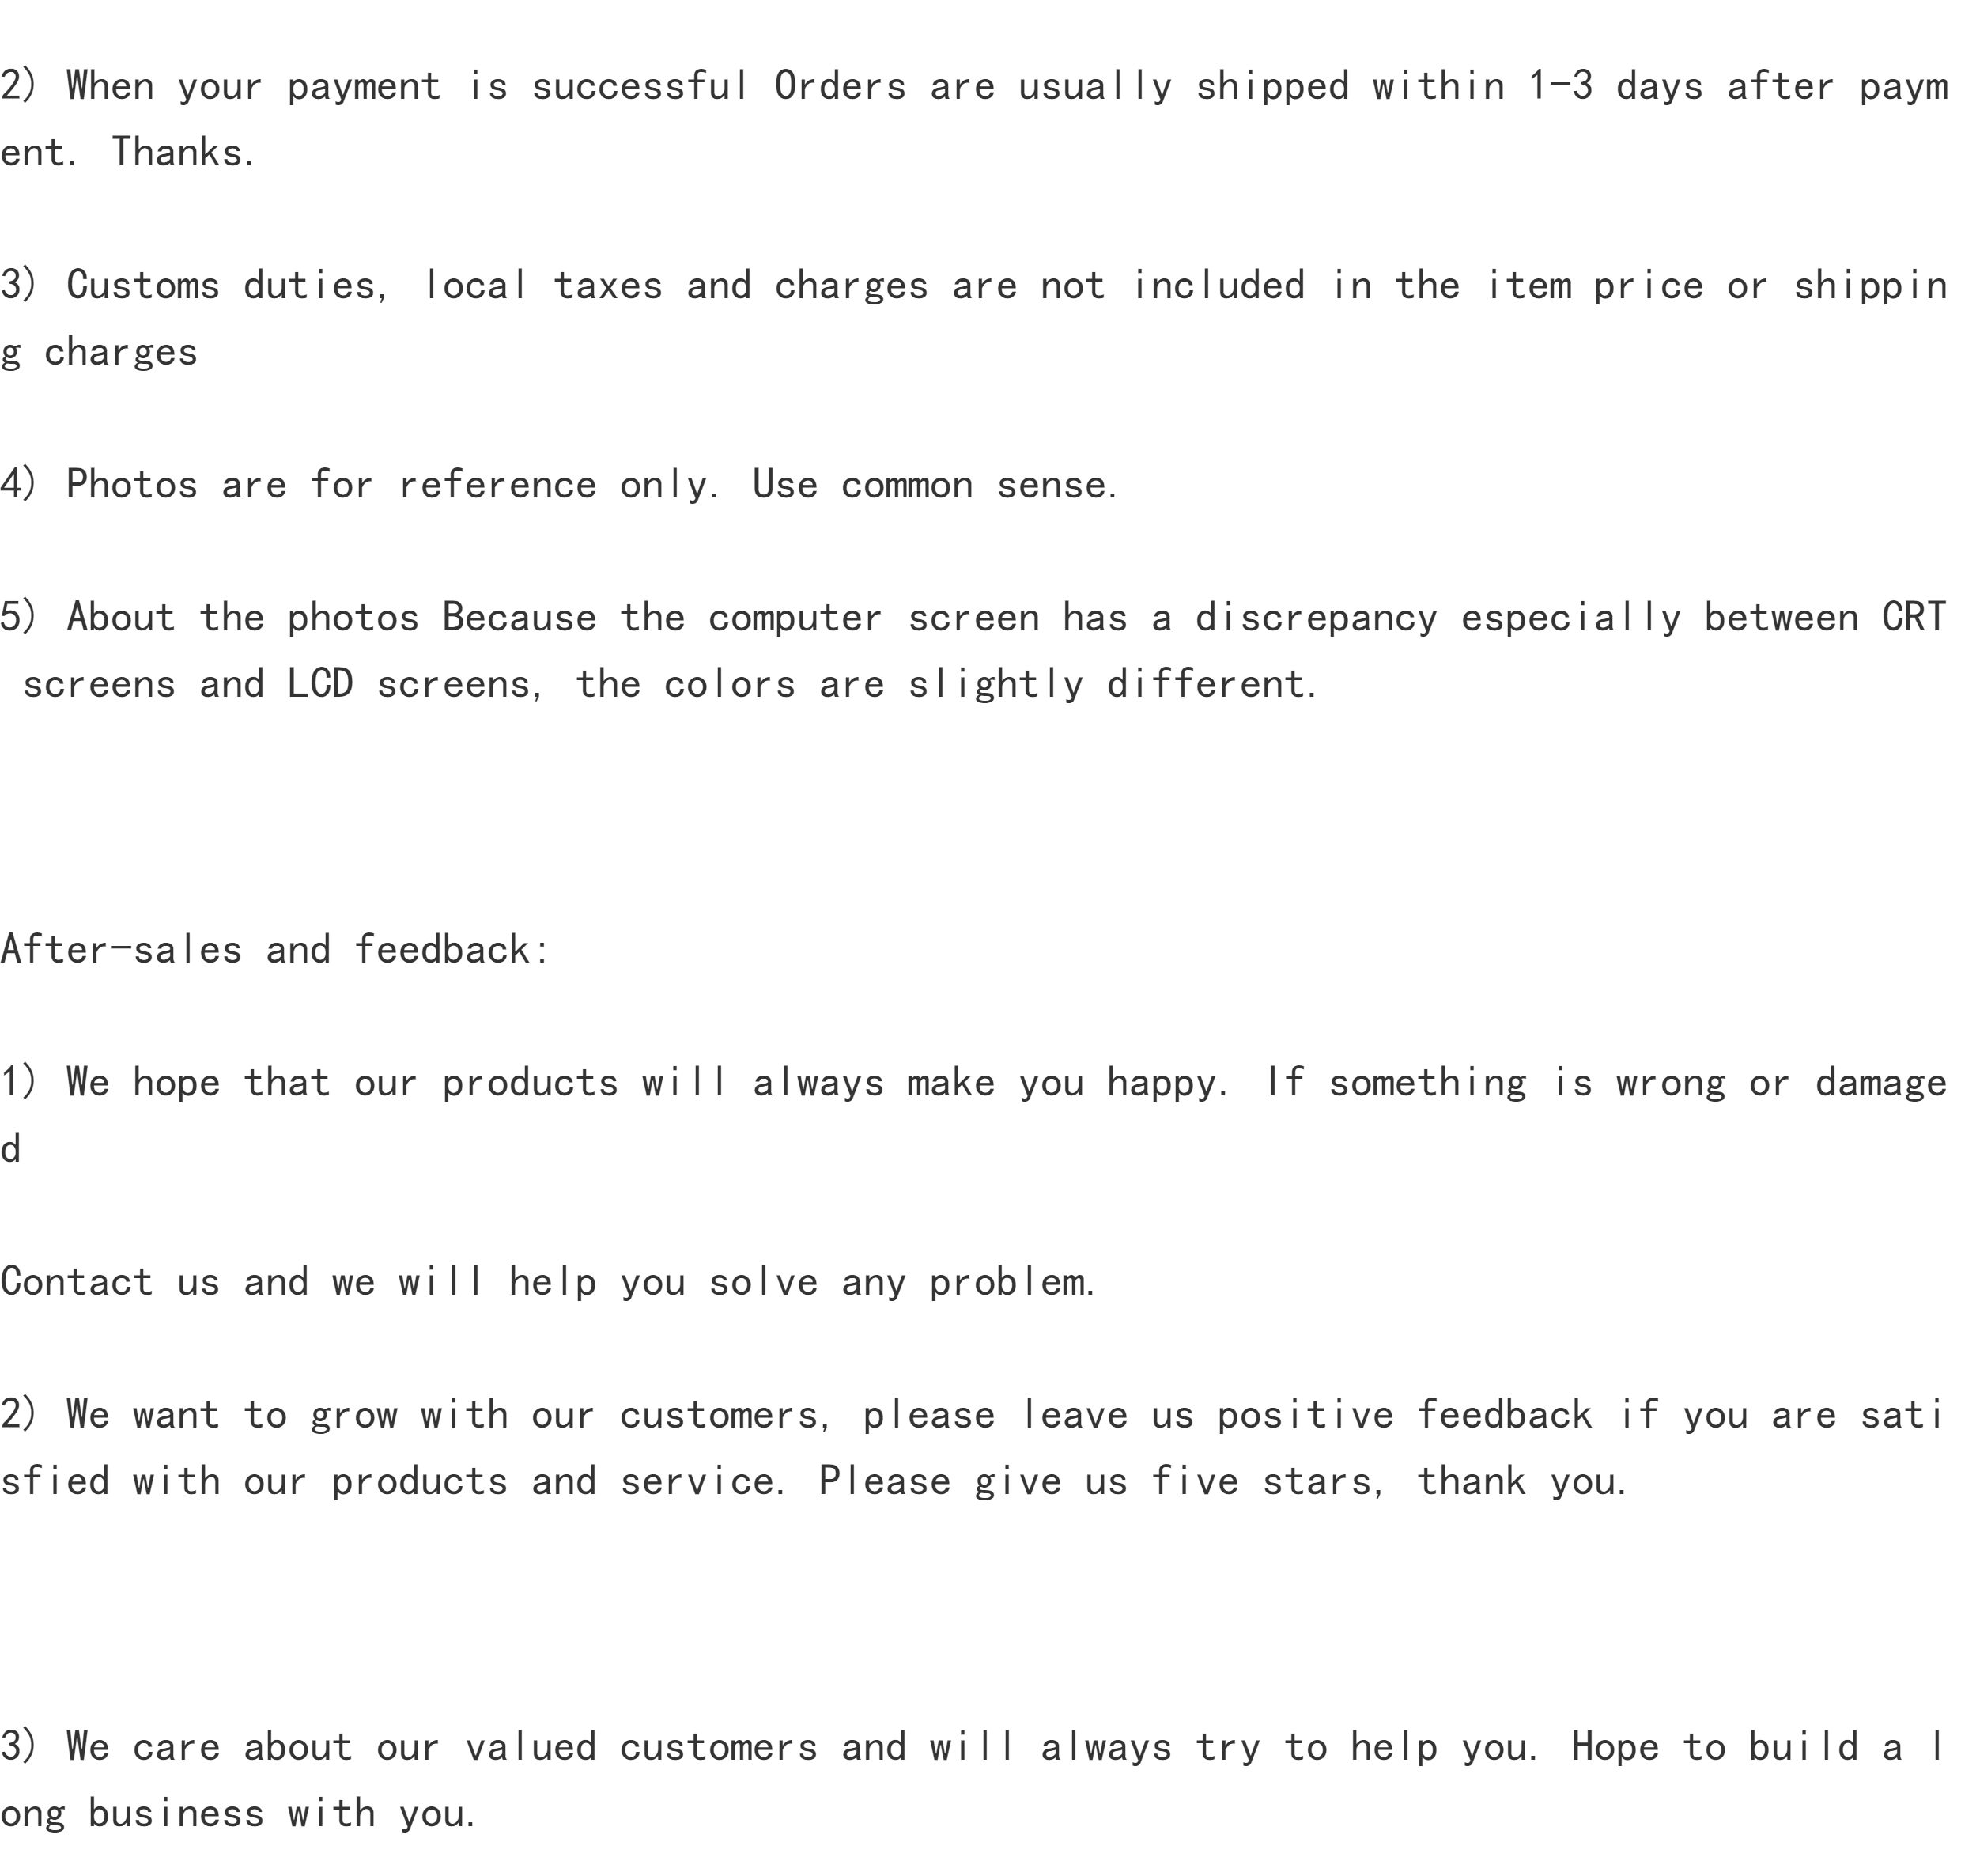 2) When your payment is successful Orders are usually shipped within 1-3 days after paym
ent. Thanks.
3) Customs duties, local taxes and charges are not included in the item price or shippin
g charges
4) Photos are for reference only. Use common sense.
5) About the photos Because the computer screen has a discrepancy especially between CRT
screens and LCD screens, the colors are slightly different.
After-sales and feedback:
1) We hope that our products will always make you happy. If something is wrong or damage
d
Contact us and we will help you solve any problem.
2) We want to grow with our customers, please leave us positive feedback if you are sati
sfied with our products and service. Please give us five stars, thank you.
3) We care about our valued customers and will always try to help you. Hope to build a l
ong business with you.